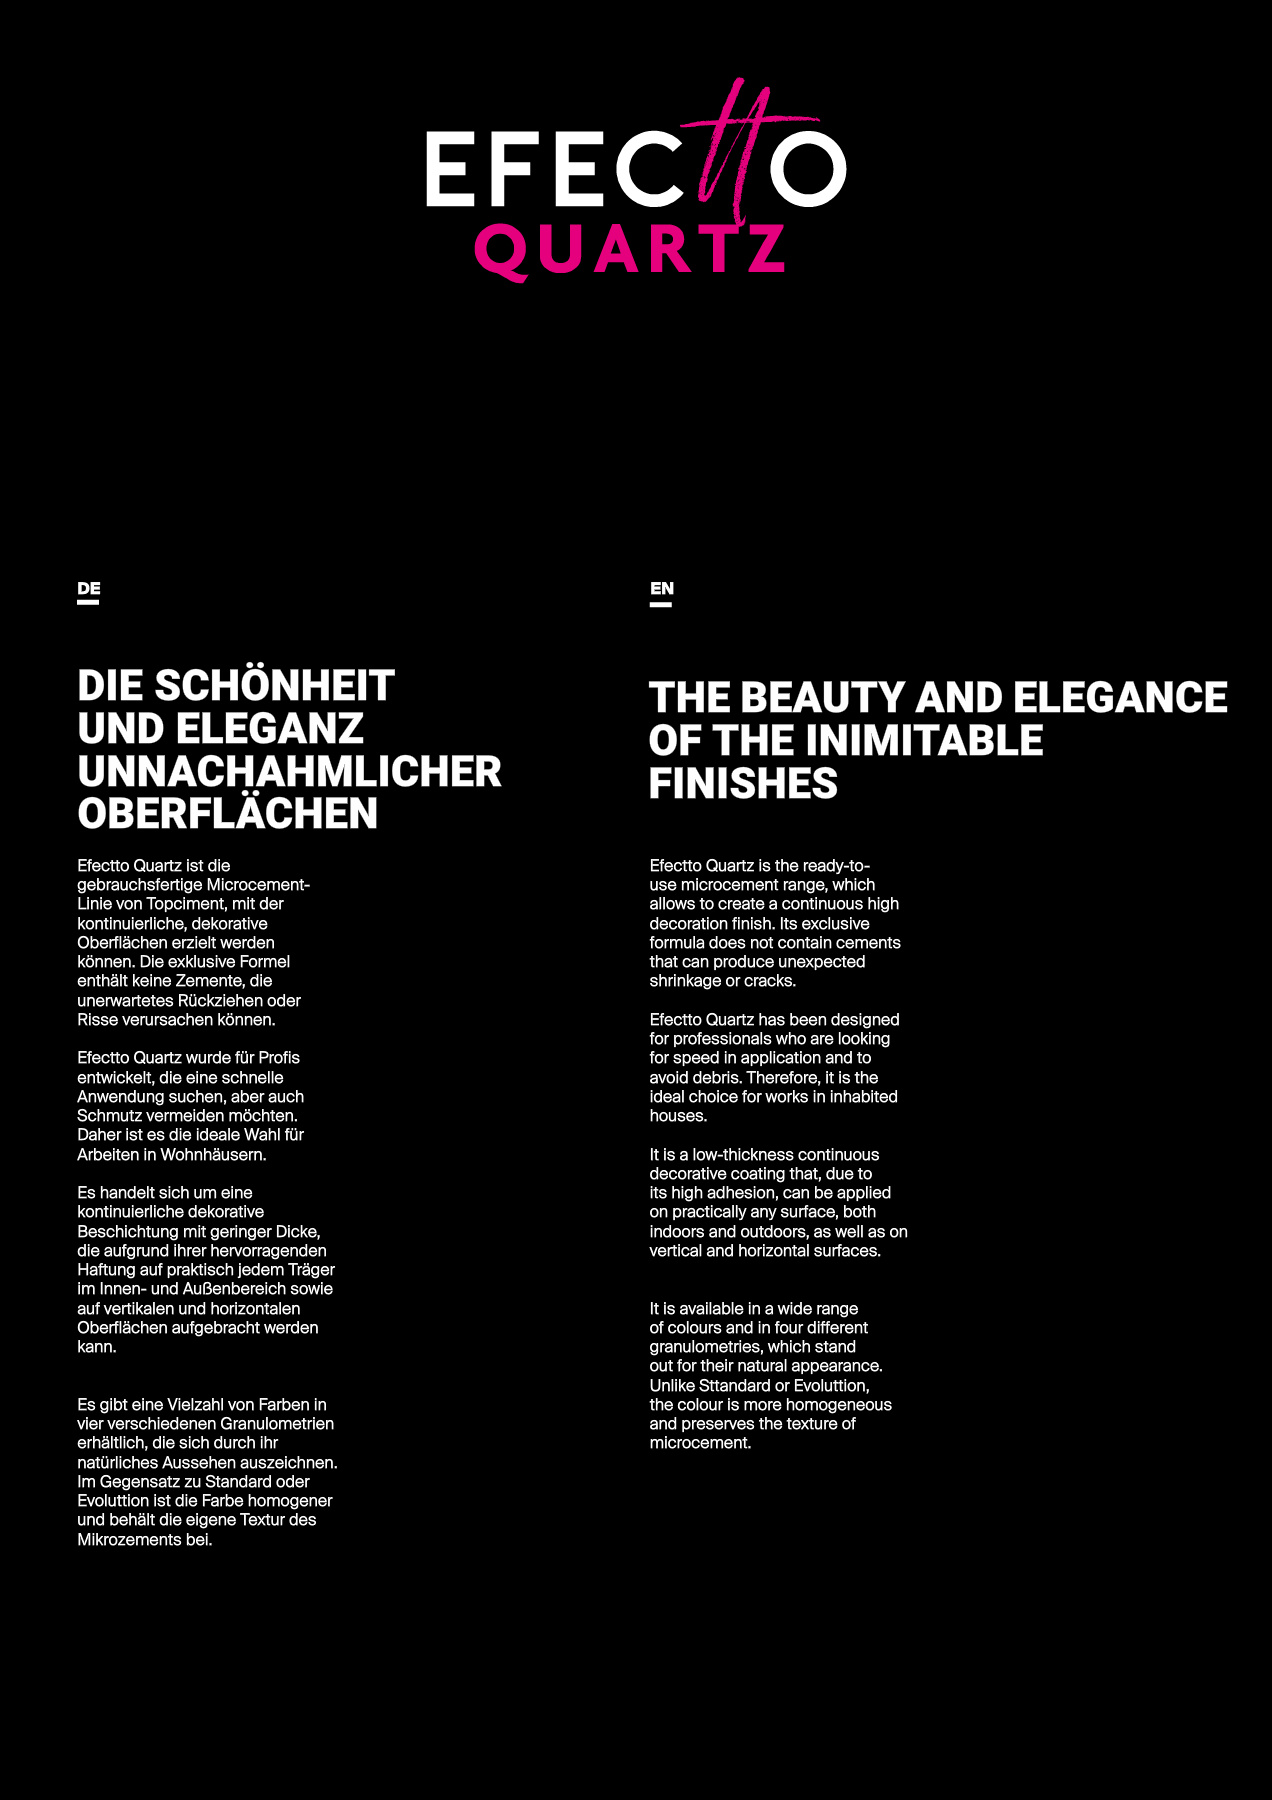 EFECttO
QUARTZ
DE
DIE SCHÖNHEIT
UND ELEGANZ
UNNACHAHMLICHER
OBERFLÄCHEN
Efectto Quartz ist die
gebrauchsfertige Microcement-
Linie von Topciment, mit der
kontinuierliche, dekorative
Oberflächen erzielt werden
können. Die exklusive Formel
enthält keine Zemente, die
unerwartetes Rückziehen oder
Risse verursachen können.
Efectto Quartz wurde für Profis
entwickelt, die eine schnelle
Anwendung suchen, aber auch
Schmutz vermeiden möchten.
Daher ist es die ideale Wahl für
Arbeiten in Wohnhäusern.
Es handelt sich um eine
kontinuierliche dekorative
Beschichtung mit geringer Dicke,
die aufgrund ihrer hervorragenden
Haftung auf praktisch jedem Träger
im Innen- und Außenbereich sowie
auf vertikalen und horizontalen
Oberflächen aufgebracht werden
kann.
Es gibt eine Vielzahl von Farben in
vier verschiedenen Granulometrien
erhältlich, die sich durch ihr
natürliches Aussehen auszeichnen.
Im Gegensatz zu Standard oder
Evoluttion ist die Farbe homogener
und behält die eigene Textur des
Mikrozements bei.
EN
THE BEAUTY AND ELEGANCE
OF THE INIMITABLE
FINISHES
Efectto Quartz is the ready-to-
use microcement range, which
allows to create a continuous high
decoration finish. Its exclusive
formula does not contain cements
that can produce unexpected
shrinkage or cracks.
Efectto Quartz has been designed
for professionals who are looking
for speed in application and to
avoid debris. Therefore, it is the
ideal choice for works in inhabited
houses.
It is a low-thickness continuous
decorative coating that, due to
its high adhesion, can be applied
on practically any surface, both
indoors and outdoors, as well as on
vertical and horizontal surfaces.
It is available in a wide range
of colours and in four different
granulometries, which stand
out for their natural appearance.
Unlike Sttandard or Evoluttion,
the colour is more homogeneous
and preserves the texture of
microcement.